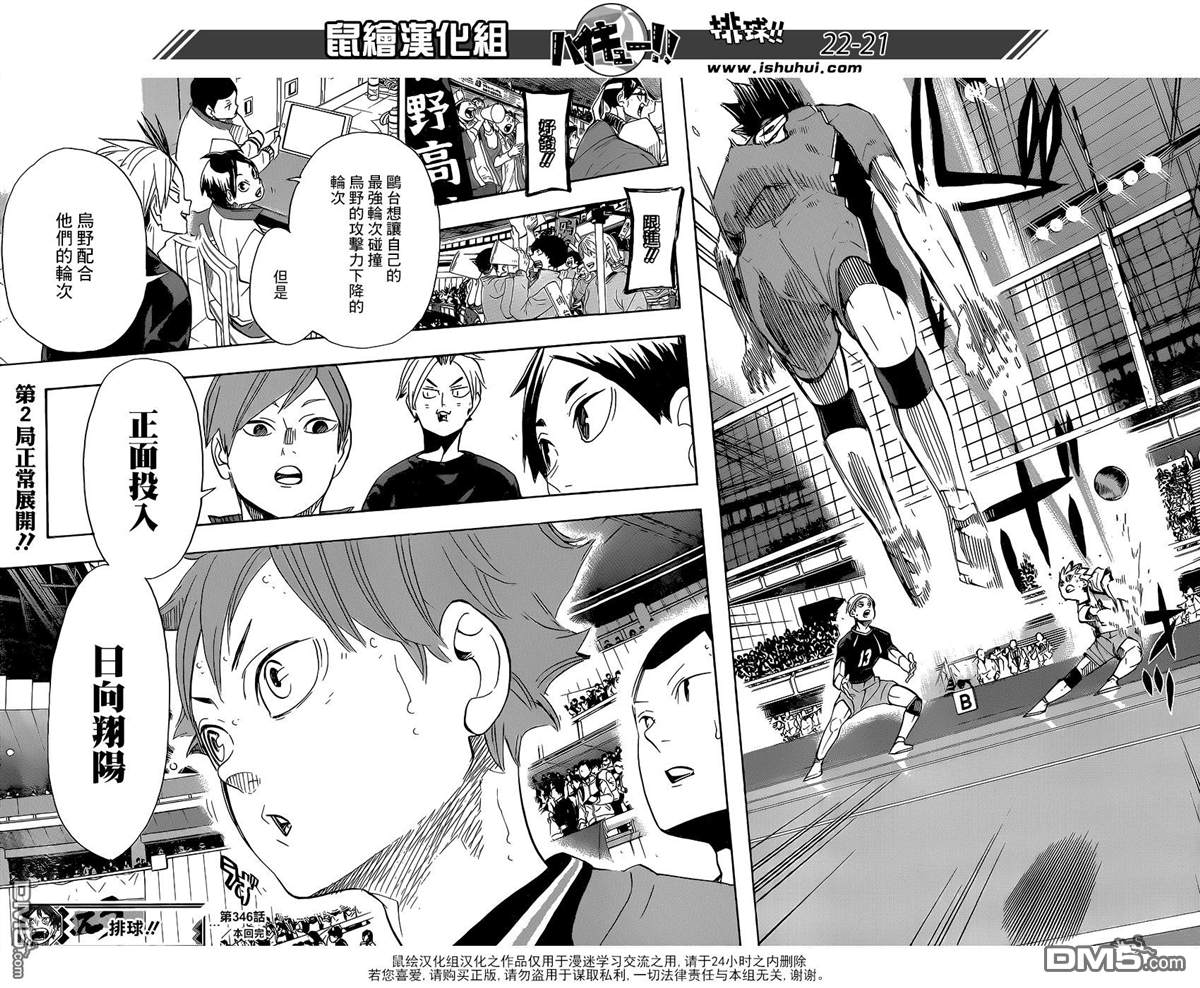 鼠繪漢化組
ハイキュー!!
排球!!
22-21
www.ishuhui.com
野高
好
跟進!!
鷗台想讓自己的
最強輪次碰撞
烏野的攻擊力下降的
輪次
但是
烏野配合
他們的輪次
13
B
正面投入
日向翔陽
第2局正常展開!!
排球!!
第346話
本回完
鼠绘汉化组汉化之作品仅用于漫迷学习交流之用,请于24小时之内删除
若您喜爱,请购买正版,请勿盗用于谋取私利,一切法律责任与本组无关,谢谢。
DM5.com
DM5.com